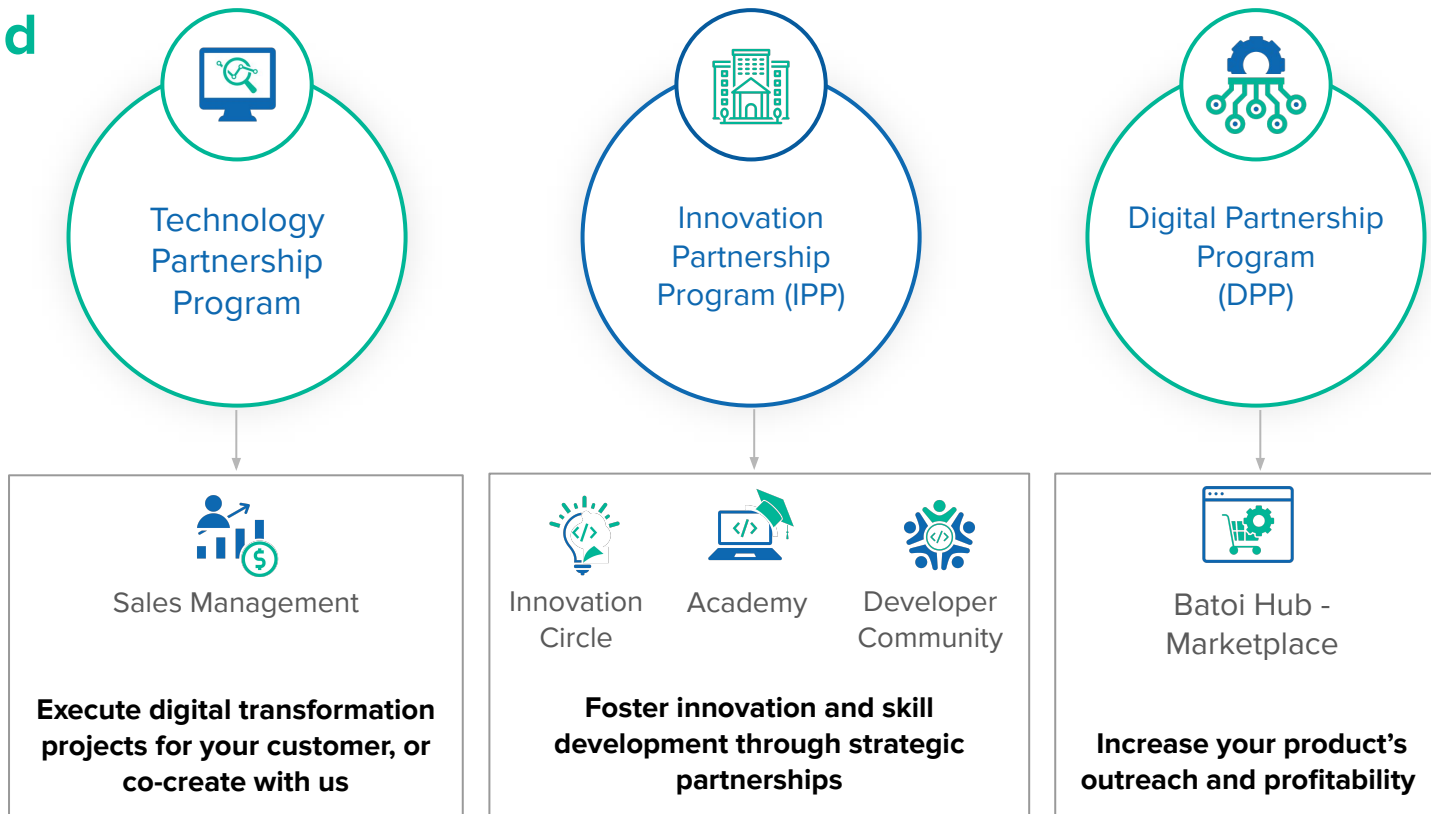 d
Technology
Partnership
Program
Innovation
Partnership
Program (IPP)
Digital Partnership
Program
(DPP)
Sales Management
Execute digital transformation
projects for your customer, or
co-create with us
</>
</>
</>
Innovation
Circle
Academy
Developer
Community
Foster innovation and skill
development through strategic
partnerships
Batoi Hub -
Marketplace
Increase your product’s
outreach and profitability
$